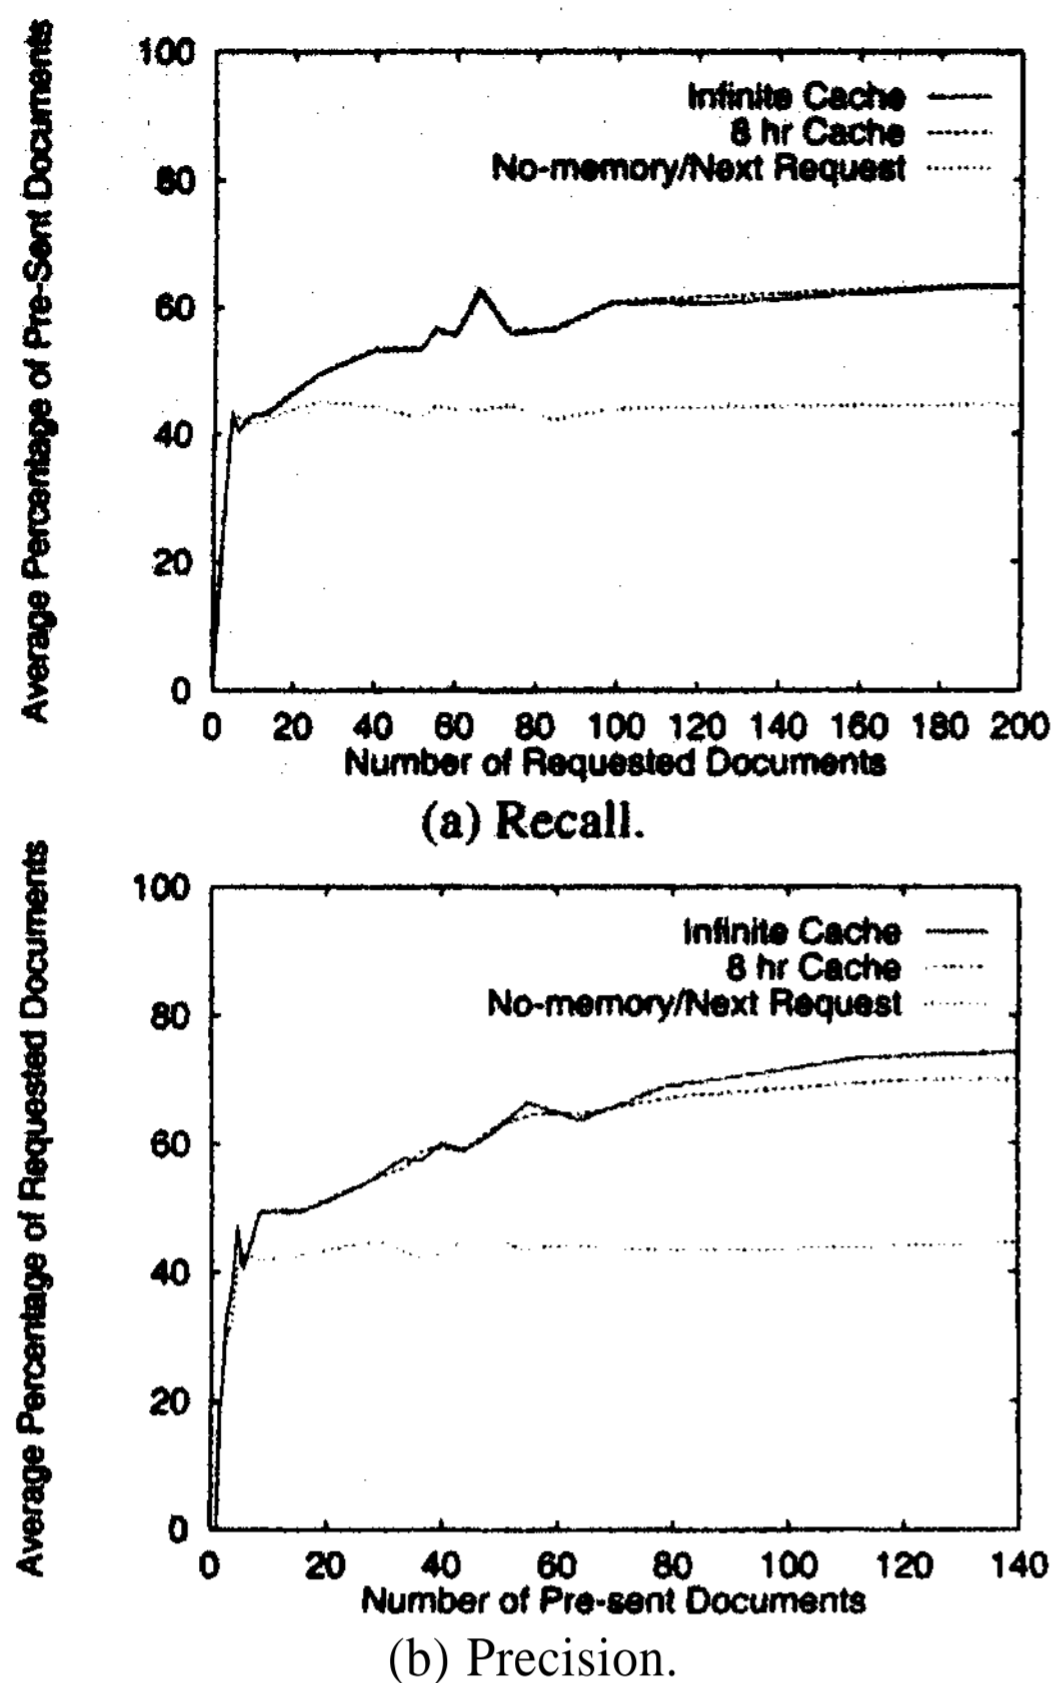 Average Percentage of Pre-Sent Documents
100
80
60
40
20
0
Infinite Cache
8 hr Cache
No-memory/Next Request
0 20 40 60 80 100 120 140 160 180 200
Number of Requested Documents
(a) Recall.
Average Percentage of Requested Documents
100
80
60
40
20
0
Infinite Cache
8 hr Cache
No-memory/Next Request
0 20 40 60 80 100 120 140
Number of Pre-sent Documents
(b) Precision.